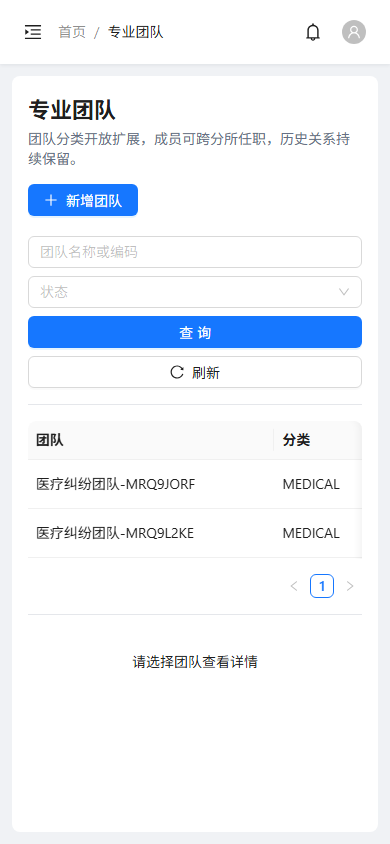 首页 / 专业团队
专业团队
团队分类开放扩展，成员可跨分所任职，历史关系持
续保留。
新增团队
团队名称或编码
状态
查 询
刷新
团队 分类
医疗纠纷团队-MRQ9JORF MEDICAL
医疗纠纷团队-MRQ9L2KE MEDICAL
1
请选择团队查看详情